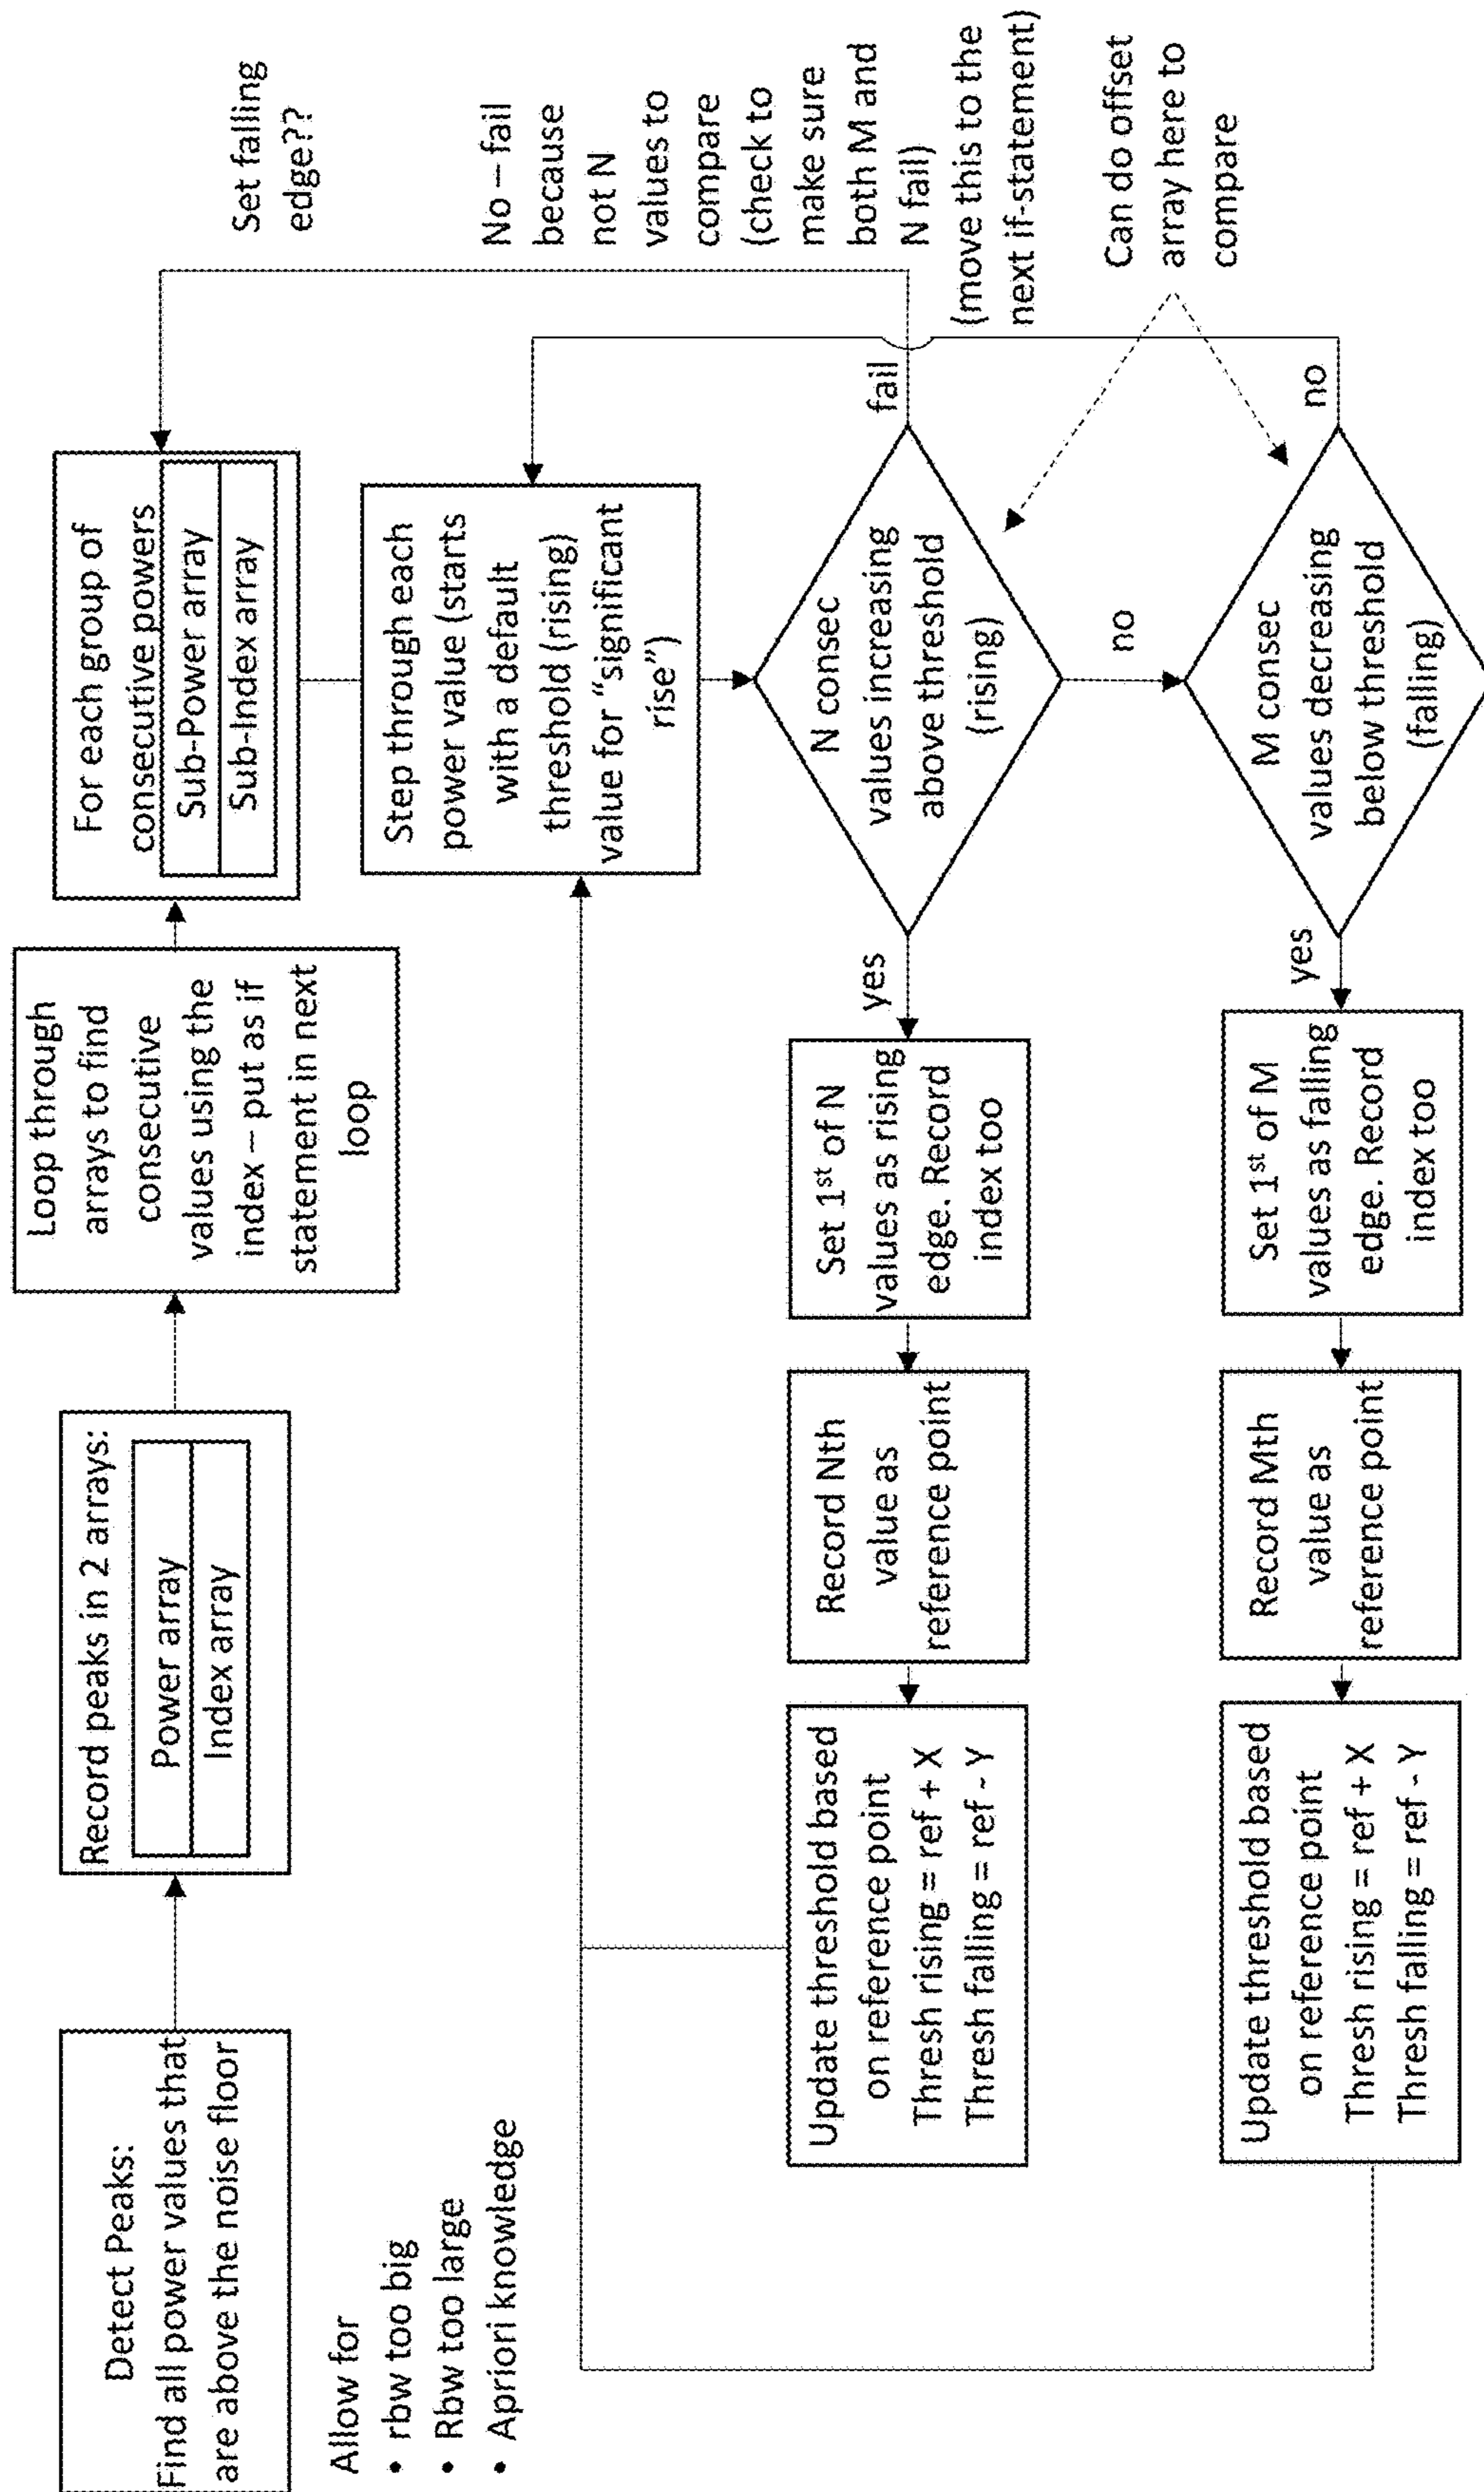 Detect Peaks:
Find all power values that
are above the noise floor
Allow for
• rbw too big
• Rbw too large
• Apriori knowledge
Record peaks in 2 arrays:
Power array
Index array
Loop through
arrays to find
consecutive
values using the
index – put as if
statement in next
loop
For each group of
consecutive powers
Sub-Power array
Sub-Index array
Set falling
edge??
Step through each
power value (starts
with a default
threshold (rising)
value for “significant
rise”)
No – fail
because
not N
values to
compare
(check to
make sure
both M and
N fail)
(move this to the
next if-statement)
N consec
values increasing
above threshold
(rising)
fail
yes
no
Set 1st of N
values as rising
edge. Record
index too
Record Nth
value as
reference point
Update threshold based
on reference point
Thresh rising = ref + X
Thresh falling = ref - Y
Can do offset
array here to
compare
M consec
values decreasing
below threshold
(falling)
no
yes
Set 1st of M
values as falling
edge. Record
index too
Record Mth
value as
reference point
Update threshold based
on reference point
Thresh rising = ref + X
Thresh falling = ref - Y